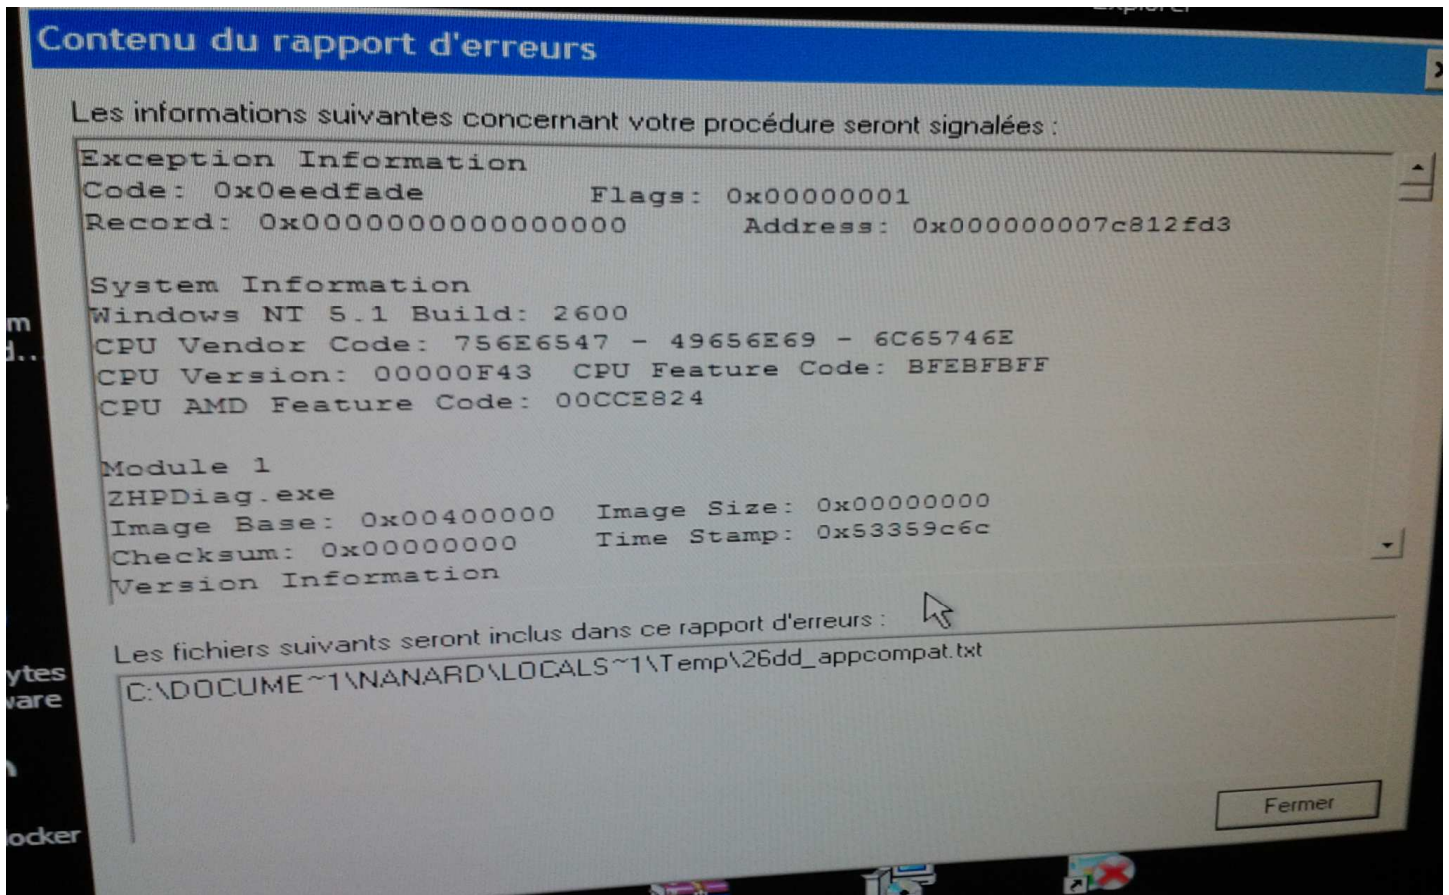 Contenu du rapport d'erreurs
Les informations suivantes concernant votre procédure seront signalées :
Exception Information
Code: 0x0eedfade Flags: 0x00000001
Record: 0x0000000000000000 Address: 0x000000007c812fd3
System Information
Windows NT 5.1 Build: 2600
CPU Vendor Code: 756E6547 - 49656E69 - 6C65746E
CPU Version: 00000F43 CPU Feature Code: BFEBFBFF
CPU AMD Feature Code: 00CCE824
Module 1
ZHPDiag.exe
Image Base: 0x00400000 Image Size: 0x00000000
Checksum: 0x00000000 Time Stamp: 0x53359c6c
Version Information
Les fichiers suivants seront inclus dans ce rapport d'erreurs :
C:\DOCUME~1\NANARD\LOCALS~1\Temp\26dd_appcompat.txt
Fermer
ytes
ware
ocker